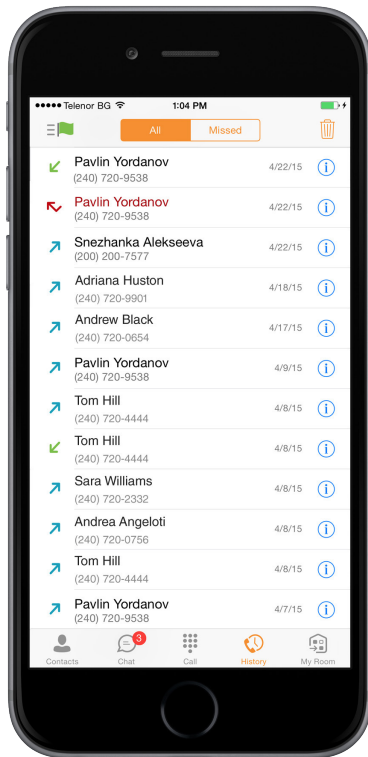 Telenor BG 1:04 PM
All Missed
Pavlin Yordanov
(240) 720-9538 4/22/15
Pavlin Yordanov
(240) 720-9538 4/22/15
Snezhanka Alekseeva
(200) 200-7577 4/22/15
Adriana Huston
(240) 720-9901 4/18/15
Andrew Black
(240) 720-0654 4/17/15
Pavlin Yordanov
(240) 720-9538 4/9/15
Tom Hill
(240) 720-4444 4/8/15
Tom Hill
(240) 720-4444 4/8/15
Sara Williams
(240) 720-2332 4/8/15
Andrea Angeloti
(240) 720-0756 4/8/15
Tom Hill
(240) 720-4444 4/8/15
Pavlin Yordanov
(240) 720-9538 4/7/15
3
Contacts Chat Call History My Room